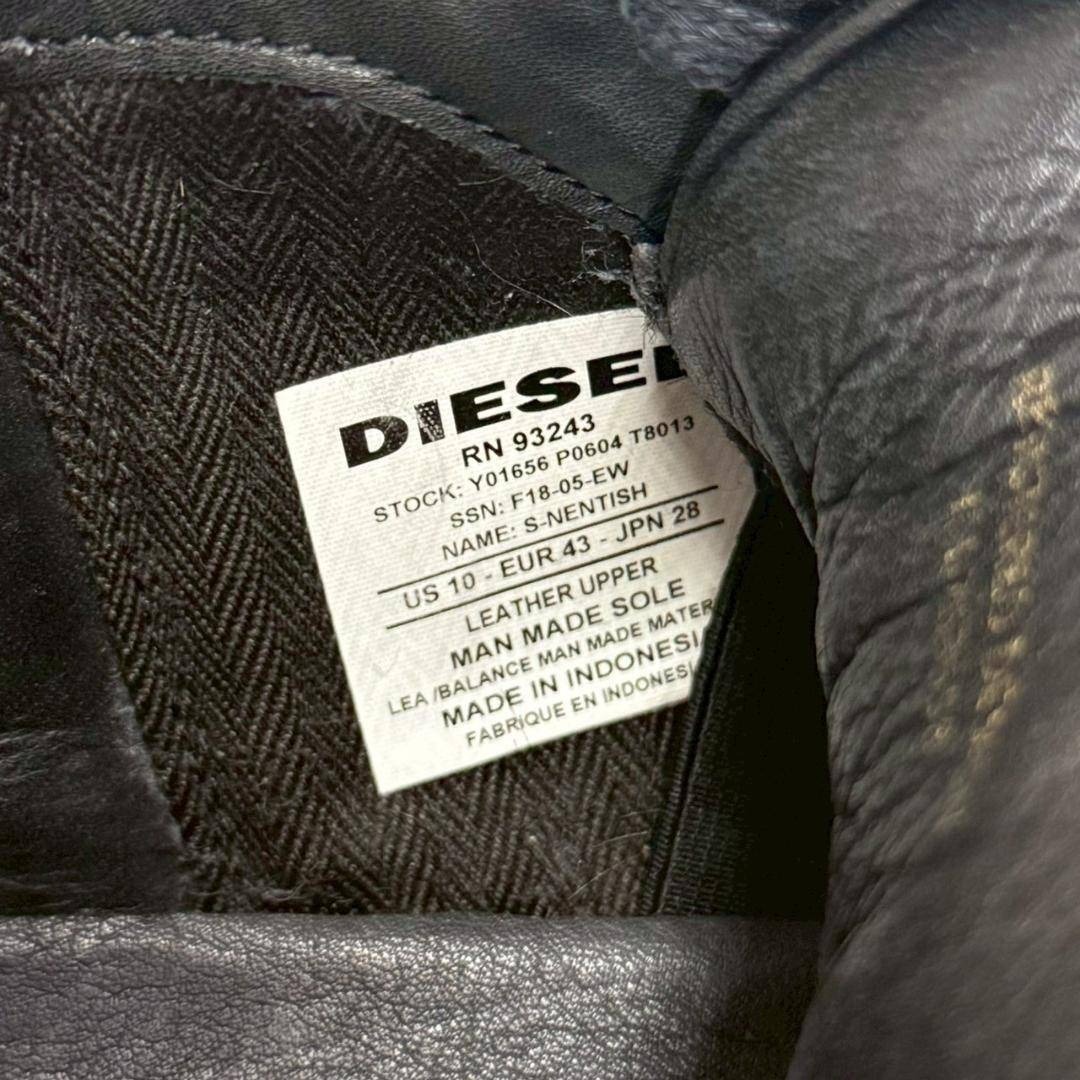 DIESEL
RN 93243
STOCK: Y01656 P0604 T8013
SSN: F18-05-EW
NAME: S-NENTISH
US 10 - EUR 43 - JPN 28
LEATHER UPPER
MAN MADE SOLE
LEA /BALANCE MAN MADE MATER
MADE IN INDONESI
FABRIQUE EN INDONESI